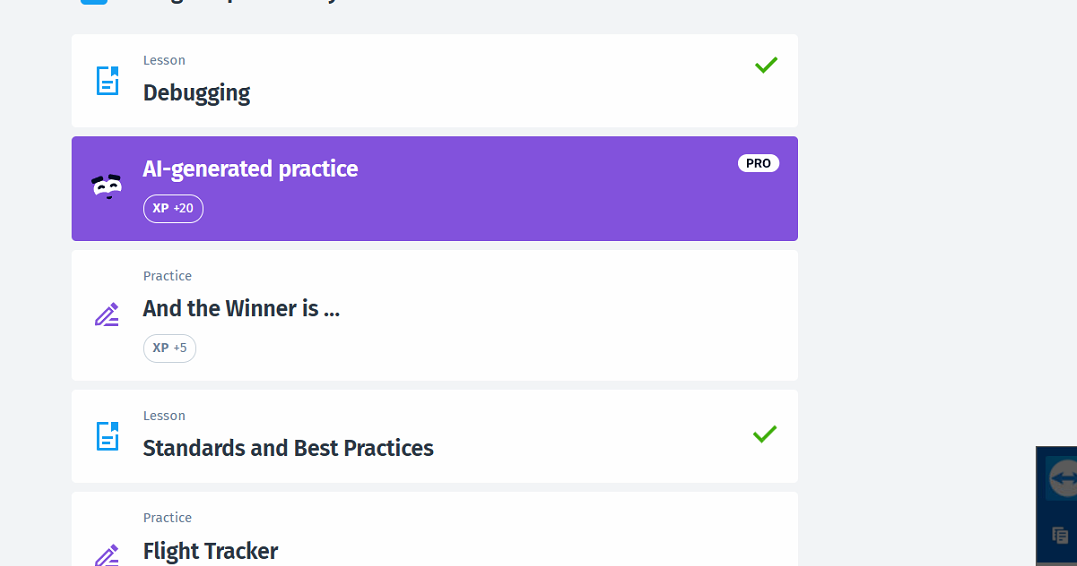 Lesson
Debugging
AI-generated practice
PRO
XP +20
Practice
And the Winner is ...
XP +5
Lesson
Standards and Best Practices
Practice
Flight Tracker